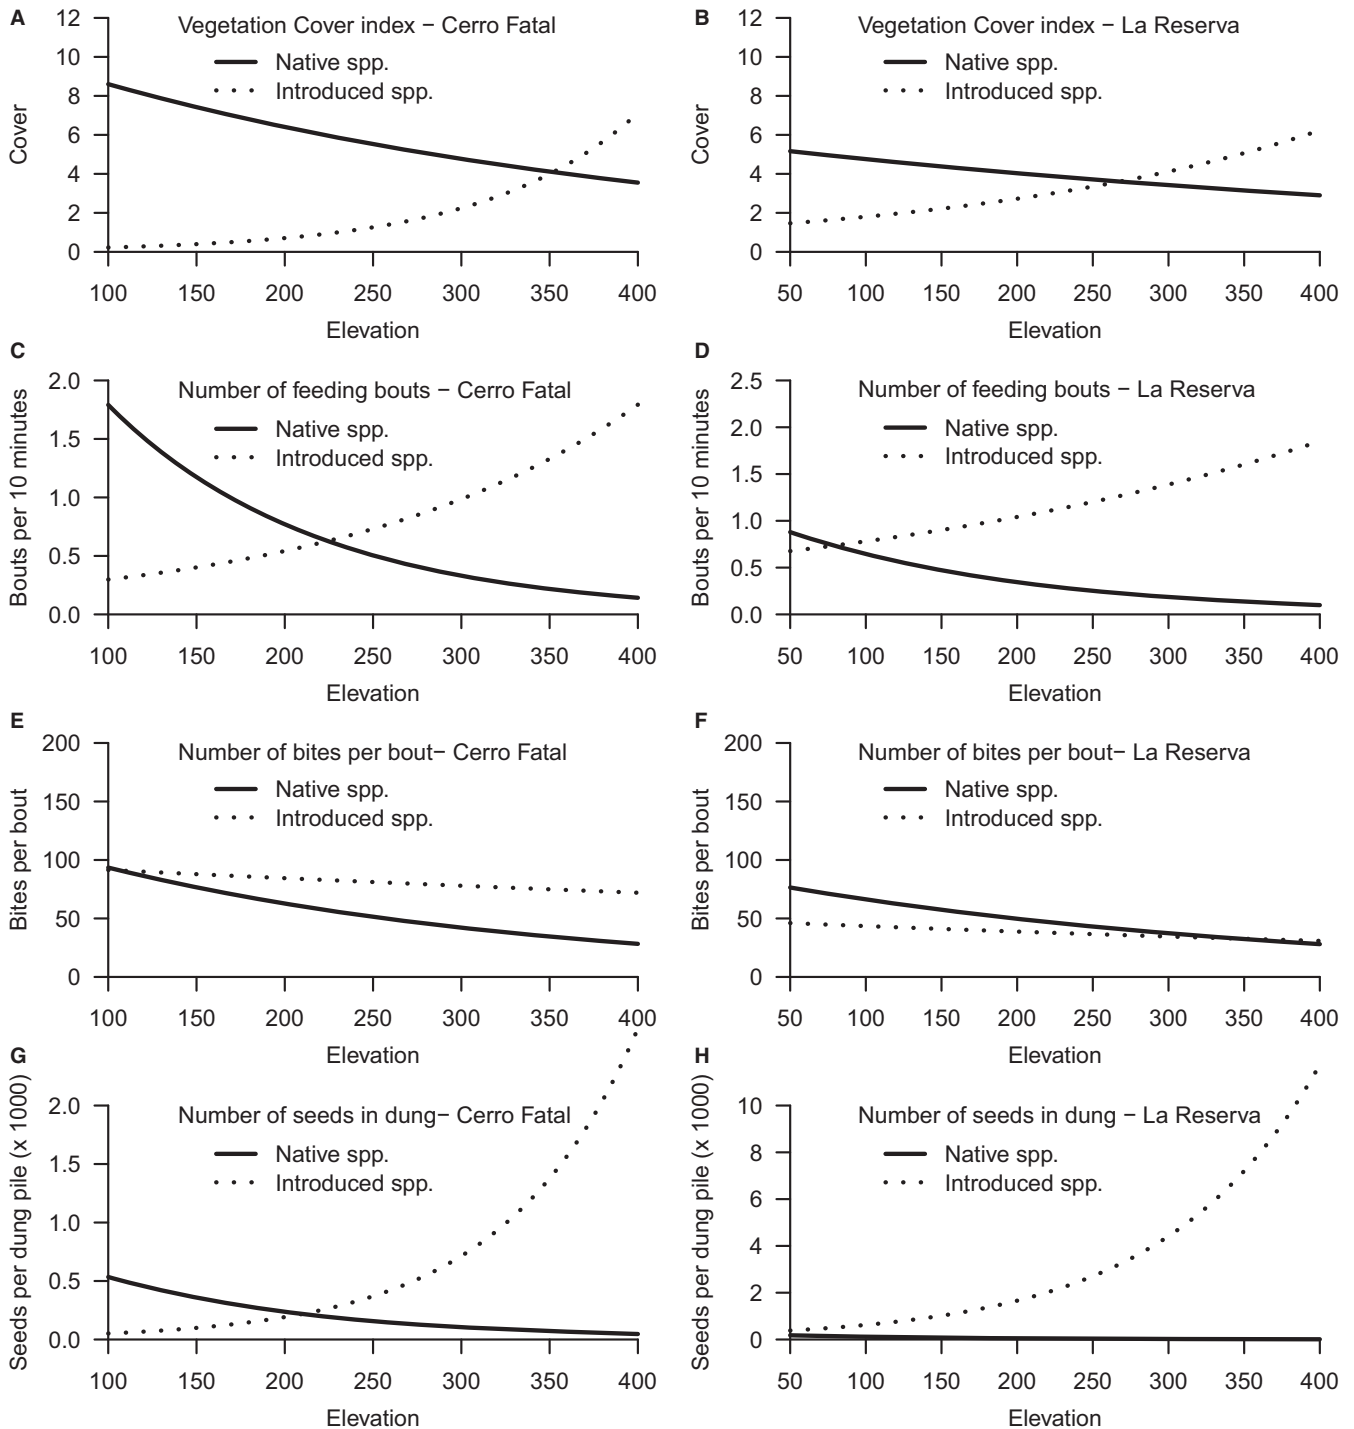 A
Vegetation Cover index − Cerro Fatal
Native spp.
Introduced spp.
Cover
12
10
8
6
4
2
0
100 150 200 250 300 350 400
Elevation
B
Vegetation Cover index − La Reserva
Native spp.
Introduced spp.
Cover
12
10
8
6
4
2
0
50 100 150 200 250 300 350 400
Elevation
C
Number of feeding bouts − Cerro Fatal
Native spp.
Introduced spp.
Bouts per 10 minutes
2.0
1.5
1.0
0.5
0.0
100 150 200 250 300 350 400
Elevation
D
Number of feeding bouts − La Reserva
Native spp.
Introduced spp.
Bouts per 10 minutes
2.5
2.0
1.5
1.0
0.5
0.0
50 100 150 200 250 300 350 400
Elevation
E
Number of bites per bout− Cerro Fatal
Native spp.
Introduced spp.
Bites per bout
200
150
100
50
0
100 150 200 250 300 350 400
Elevation
F
Number of bites per bout− La Reserva
Native spp.
Introduced spp.
Bites per bout
200
150
100
50
0
50 100 150 200 250 300 350 400
Elevation
G
Number of seeds in dung− Cerro Fatal
Native spp.
Introduced spp.
Seeds per dung pile (x 1000)
2.0
1.5
1.0
0.5
0.0
100 150 200 250 300 350 400
Elevation
H
Number of seeds in dung − La Reserva
Native spp.
Introduced spp.
Seeds per dung pile (x 1000)
10
8
6
4
2
0
50 100 150 200 250 300 350 400
Elevation